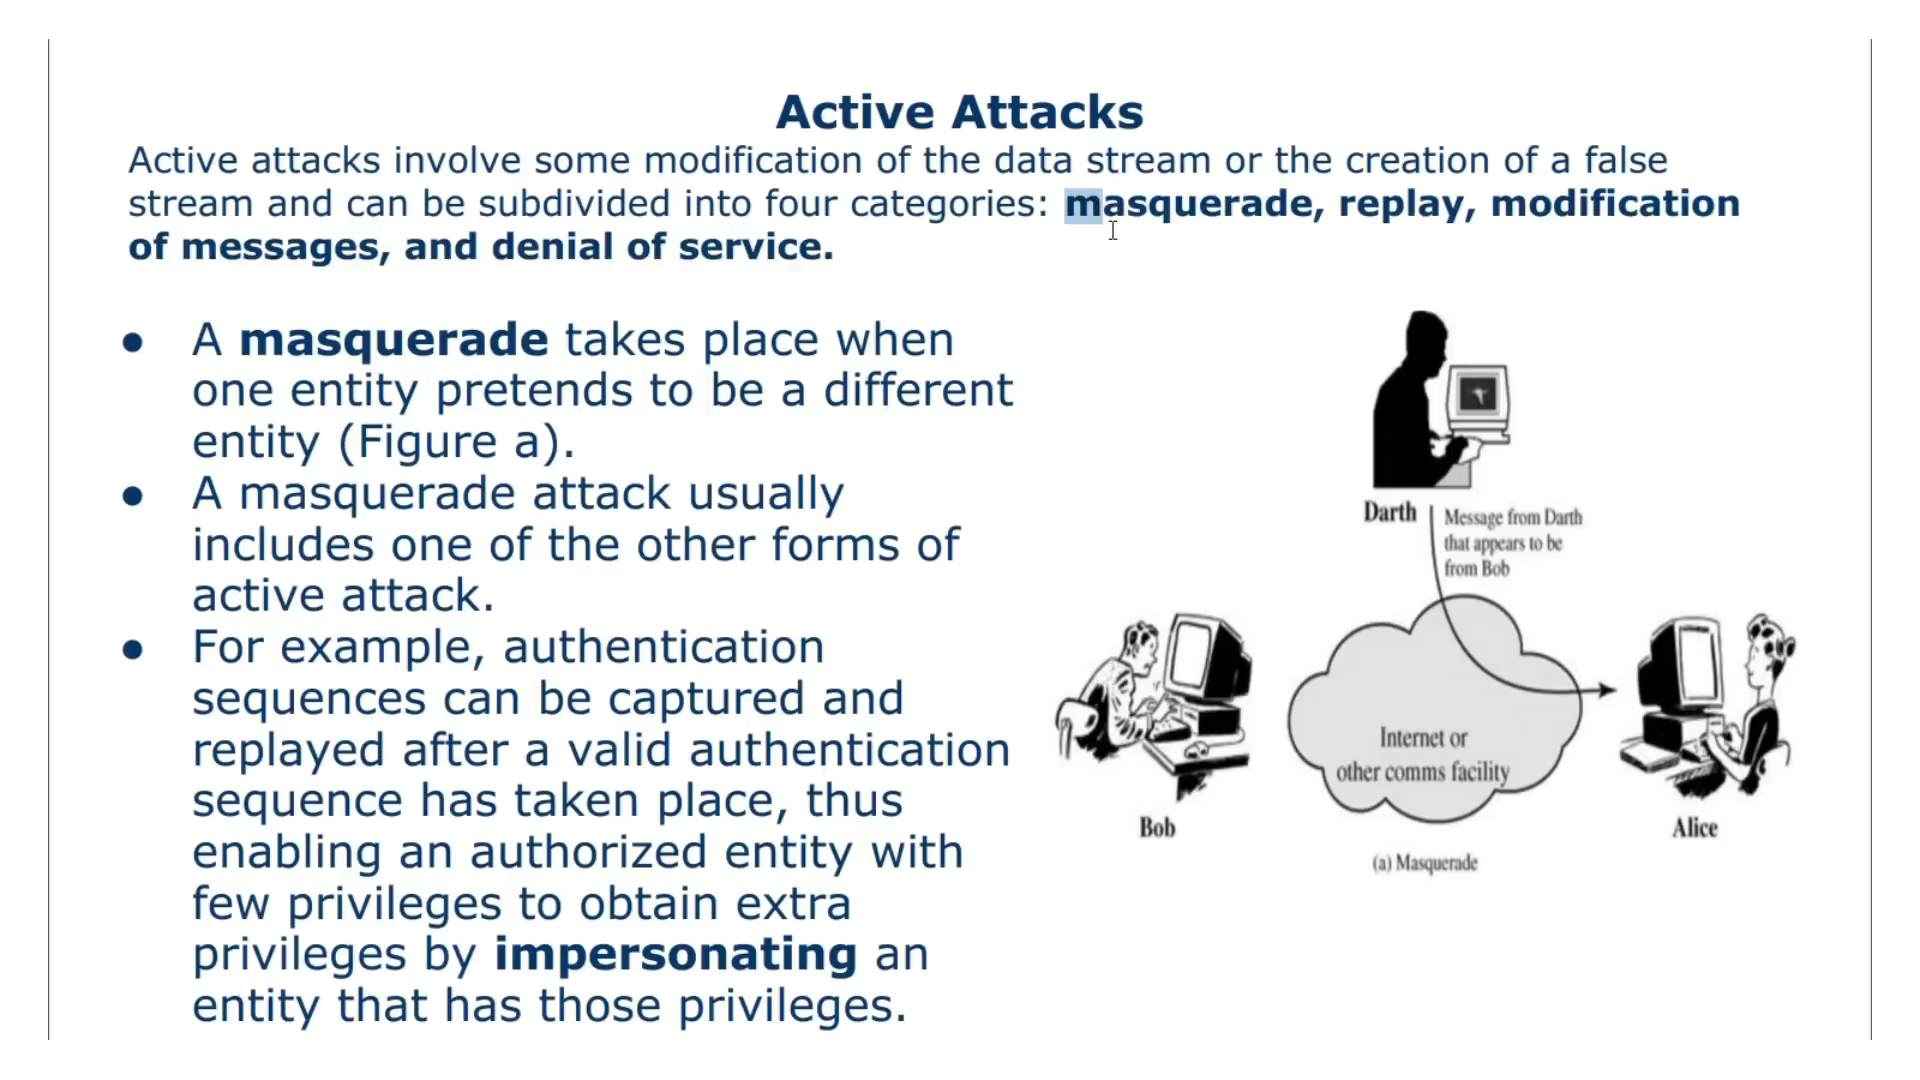 Active Attacks
Active attacks involve some modification of the data stream or the creation of a false
stream and can be subdivided into four categories: masquerade, replay, modification
of messages, and denial of service.
● A masquerade takes place when
one entity pretends to be a different
entity (Figure a).
● A masquerade attack usually
includes one of the other forms of
active attack.
● For example, authentication
sequences can be captured and
replayed after a valid authentication
sequence has taken place, thus
enabling an authorized entity with
few privileges to obtain extra
privileges by impersonating an
entity that has those privileges.
Darth
Message from Darth
that appears to be
from Bob
Internet or
other comms facility
Bob
Alice
(a) Masquerade